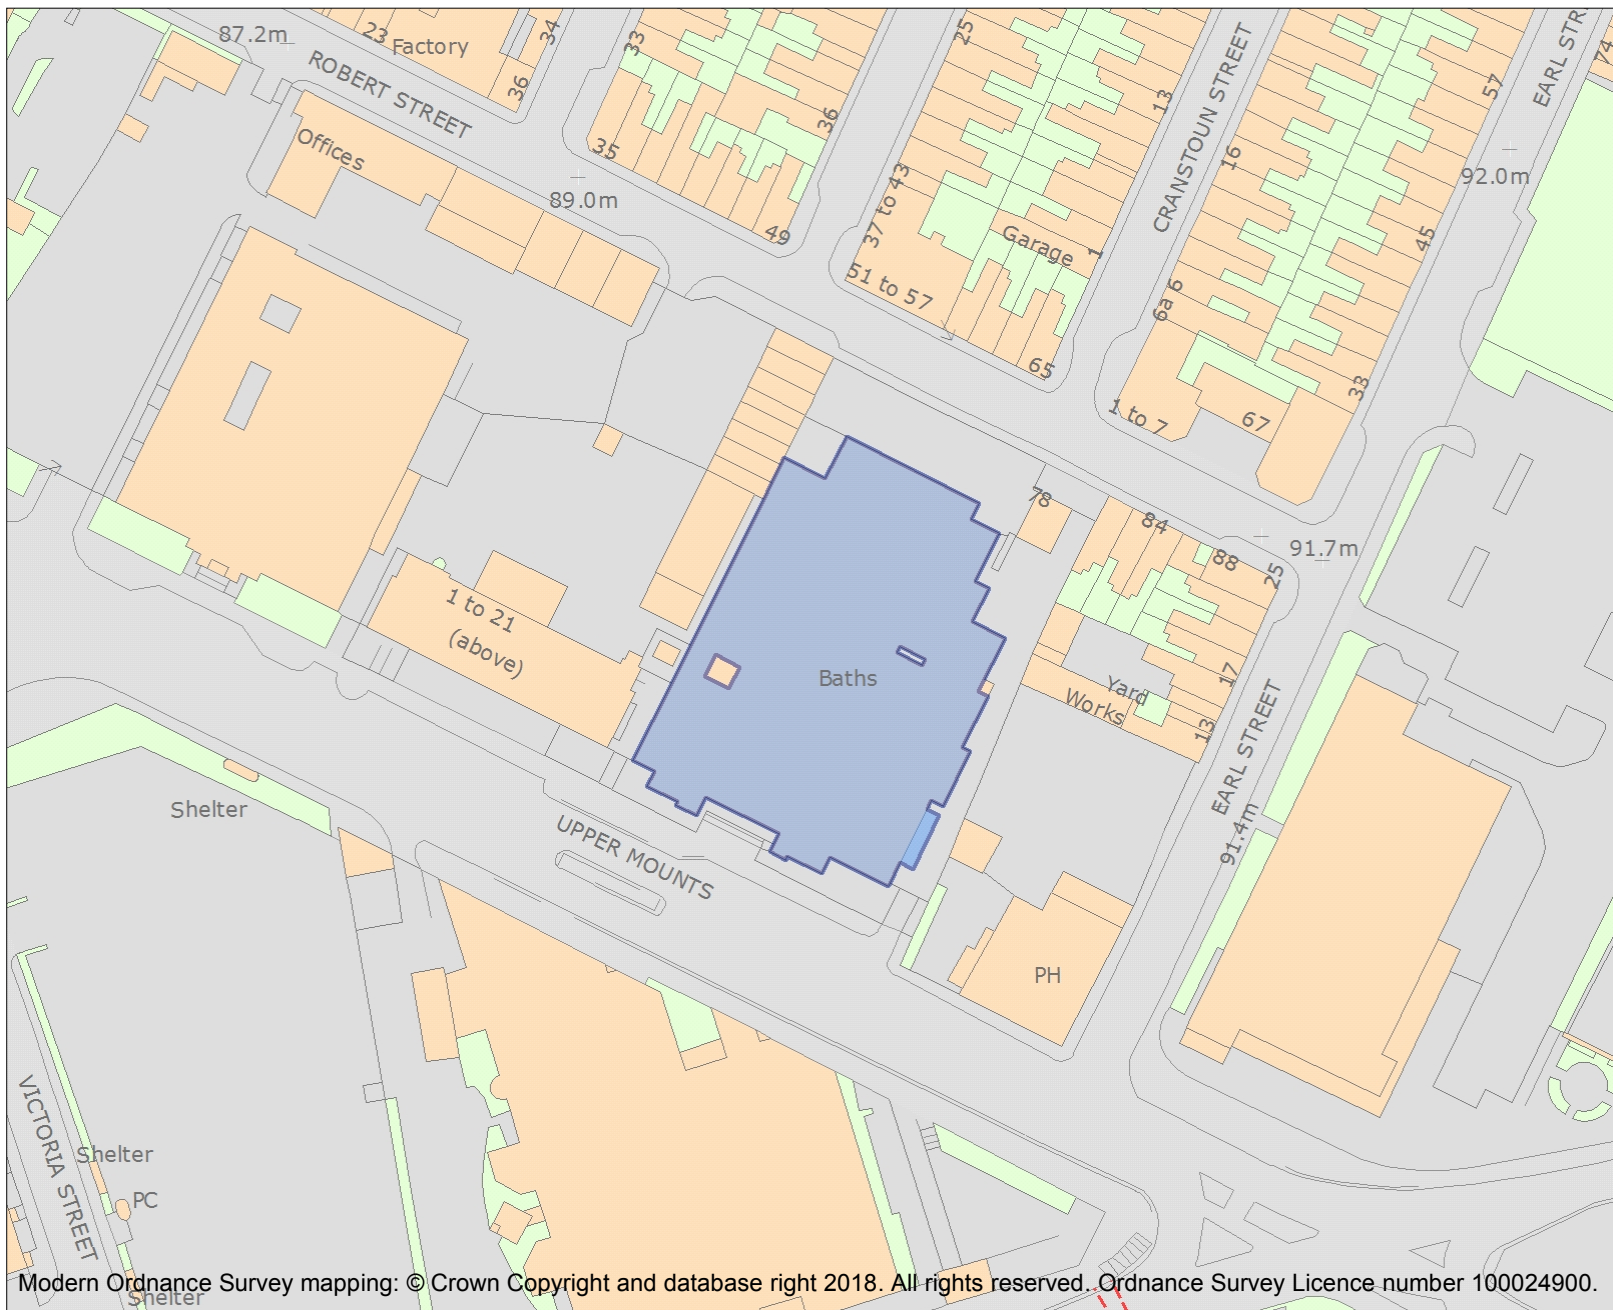 87.2m
23
Factory
34
36
ROBERT STREET
33
35
36
49
89.0m
Offices
25
13
CRANSTOUN STREET
16
57
EARL STR
74
92.0m
37 to 43
Garage
1
51 to 57
65
6a 6
45
33
1 to 7
67
78
84
88
25
91.7m
1 to 21
(above)
Baths
Yard
Works
17
13
EARL STREET
91.4m
Shelter
UPPER MOUNTS
PH
VICTORIA STREET
Shelter
PC
Shelter
Modern Ordnance Survey mapping: © Crown Copyright and database right 2018. All rights reserved. Ordnance Survey Licence number 100024900.